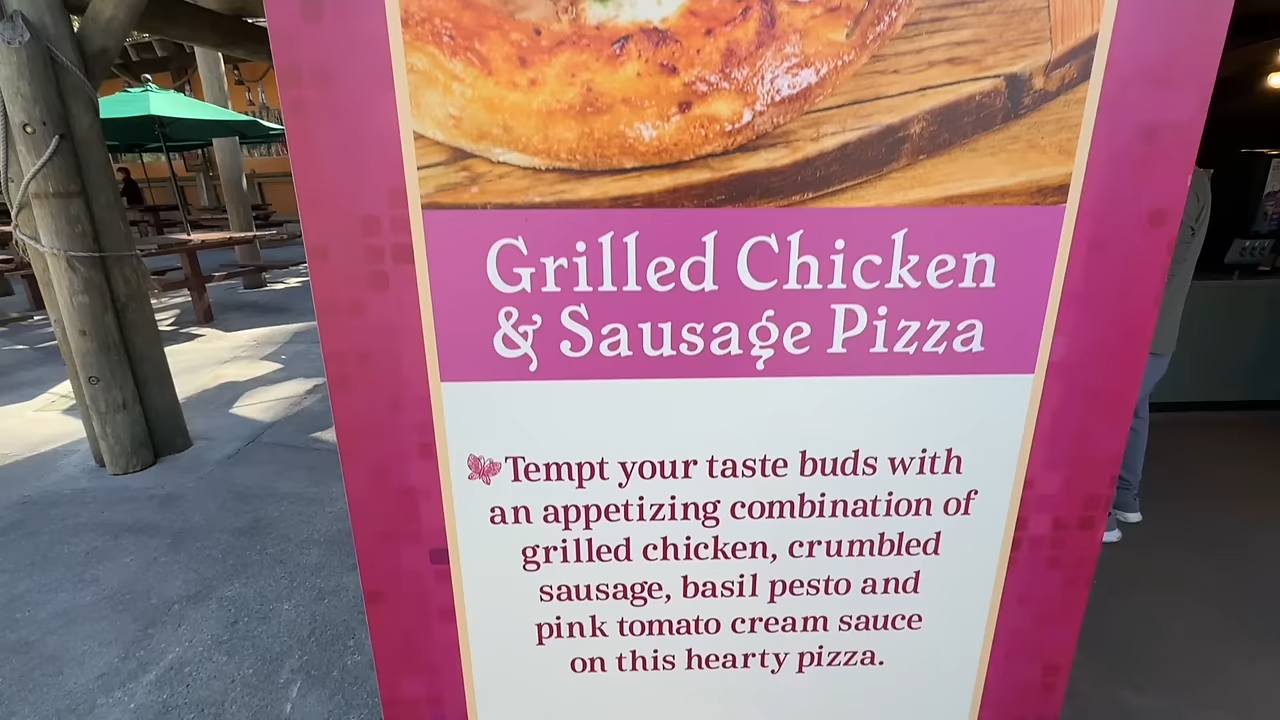 Grilled Chicken
& Sausage Pizza
Tempt your taste buds with
an appetizing combination of
grilled chicken, crumbled
sausage, basil pesto and
pink tomato cream sauce
on this hearty pizza.